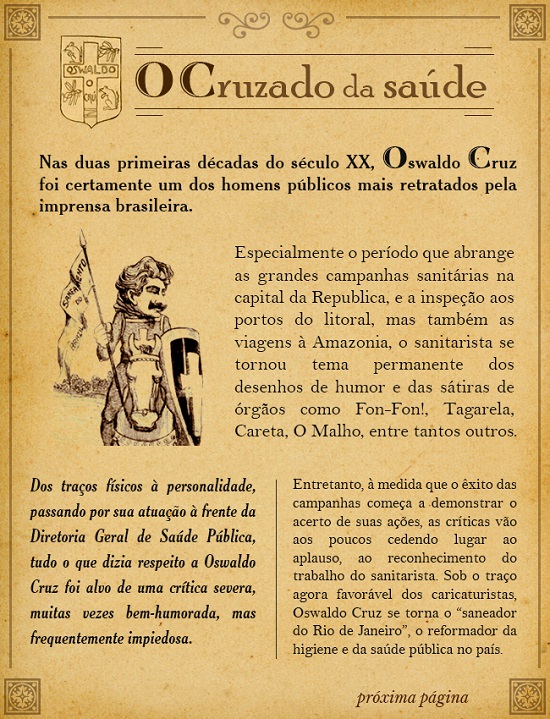 OSWALDO
O Cruzado da saúde
Nas duas primeiras décadas do século XX, Oswaldo Cruz
foi certamente um dos homens públicos mais retratados pela
imprensa brasileira.
Especialmente o período que abrange
as grandes campanhas sanitárias na
capital da Republica, e a inspeção aos
portos do litoral, mas também as
viagens à Amazonia, o sanitarista se
tornou tema permanente dos
desenhos de humor e das sátiras de
órgãos como Fon-Fon!, Tagarela,
Careta, O Malho, entre tantos outros.
SANEAMENTO
DO
Dos traços físicos à personalidade,
passando por sua atuação à frente da
Diretoria Geral de Saúde Pública,
tudo o que dizia respeito a Oswaldo
Cruz foi alvo de uma crítica severa,
muitas vezes bem-humorada, mas
frequentemente impiedosa.
Entretanto, à medida que o êxito das
campanhas começa a demonstrar o
acerto de suas ações, as críticas vão
aos poucos cedendo lugar ao
aplauso, ao reconhecimento do
trabalho do sanitarista. Sob o traço
agora favorável dos caricaturistas,
Oswaldo Cruz se torna o “saneador
do Rio de Janeiro”, o reformador da
higiene e da saúde pública no país.
próxima página